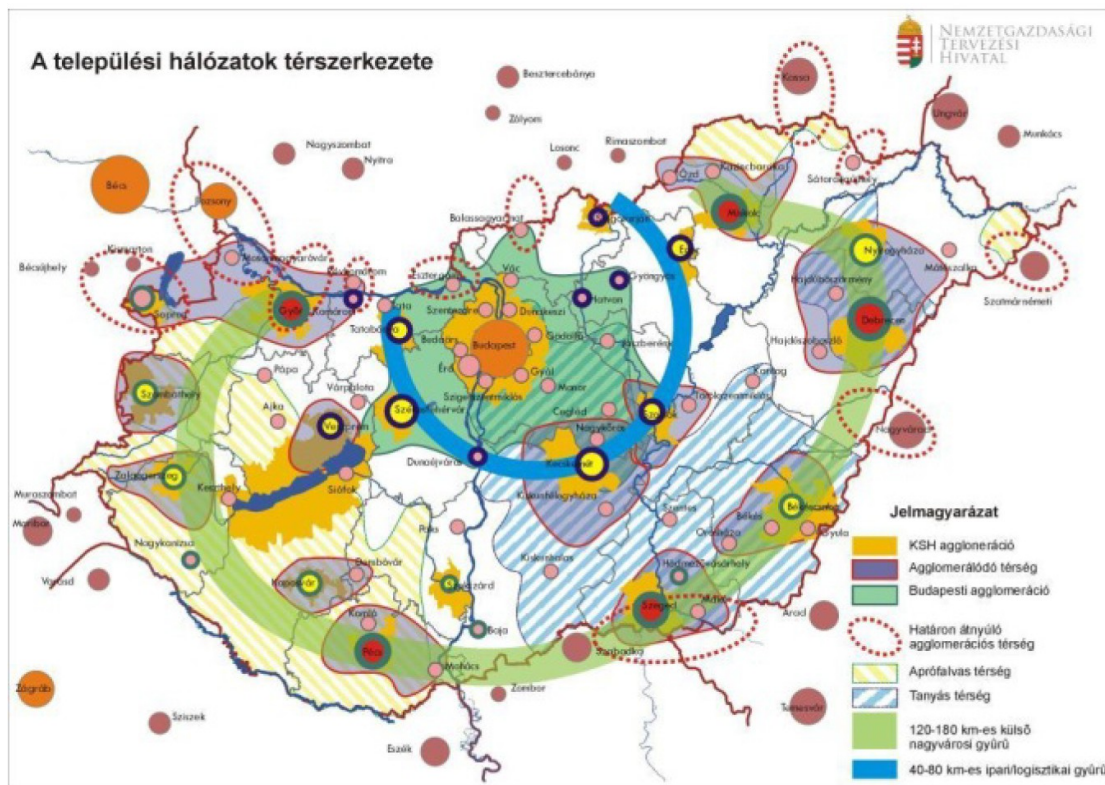 A települési hálózatok térszerkezete
NEMZETGAZDASÁGI
TERVEZÉSI
HIVATAL
Besztercebánya
Kassa
Zólyom
Ungvár
Munkács
Nagyszombat
Nyitra
Losonc
Rimaszombat
Bécs
Pozsony
Ózd
Kazincbarcika
Sátoraljaújhely
Miskolc
Balassagyarmat
Salgótarján
Eger
Nyíregyháza
Mátészalka
Szatmárnémeti
Bécsújhely
Kismarton
Mosonmagyaróvár
Sopron
Győr
Komárom
Esztergom
Vác
Gyöngyös
Hatvan
Hajdúböszörmény
Debrecen
Hajdúszoboszló
Tata
Tatabánya
Szentendre
Dunakeszi
Bicske
Budapest
Gödöllő
Jászberény
Érd
Gyál
Szigetszentmiklós
Monor
Pápa
Várpalota
Szombathely
Ajka
Veszprém
Székesfehérvár
Cegléd
Szolnok
Karcag
Törökszentmiklós
Nagykőrös
Nagyvárad
Dunaújváros
Kecskemét
Zalaegerszeg
Keszthely
Siófok
Kiskunfélegyháza
Szentes
Békés
Békéscsaba
Gyula
Orosháza
Muraszombat
Maribor
Nagykanizsa
Paks
Kiskunhalas
Hódmezővásárhely
Varasd
Kaposvár
Dombóvár
Szekszárd
Szeged
Makó
Arad
Komló
Pécs
Baja
Mohács
Szabadka
Zombor
Temesvár
Zágráb
Sziszek
Eszék
Jelmagyarázat
KSH agglomeráció
Agglomerálódó térség
Budapesti agglomeráció
Határon átnyúló
agglomerációs térség
Aprófalvas térség
Tanyás térség
120-180 km-es külső
nagyvárosi gyűrű
40-80 km-es ipari/logisztikai gyűrű